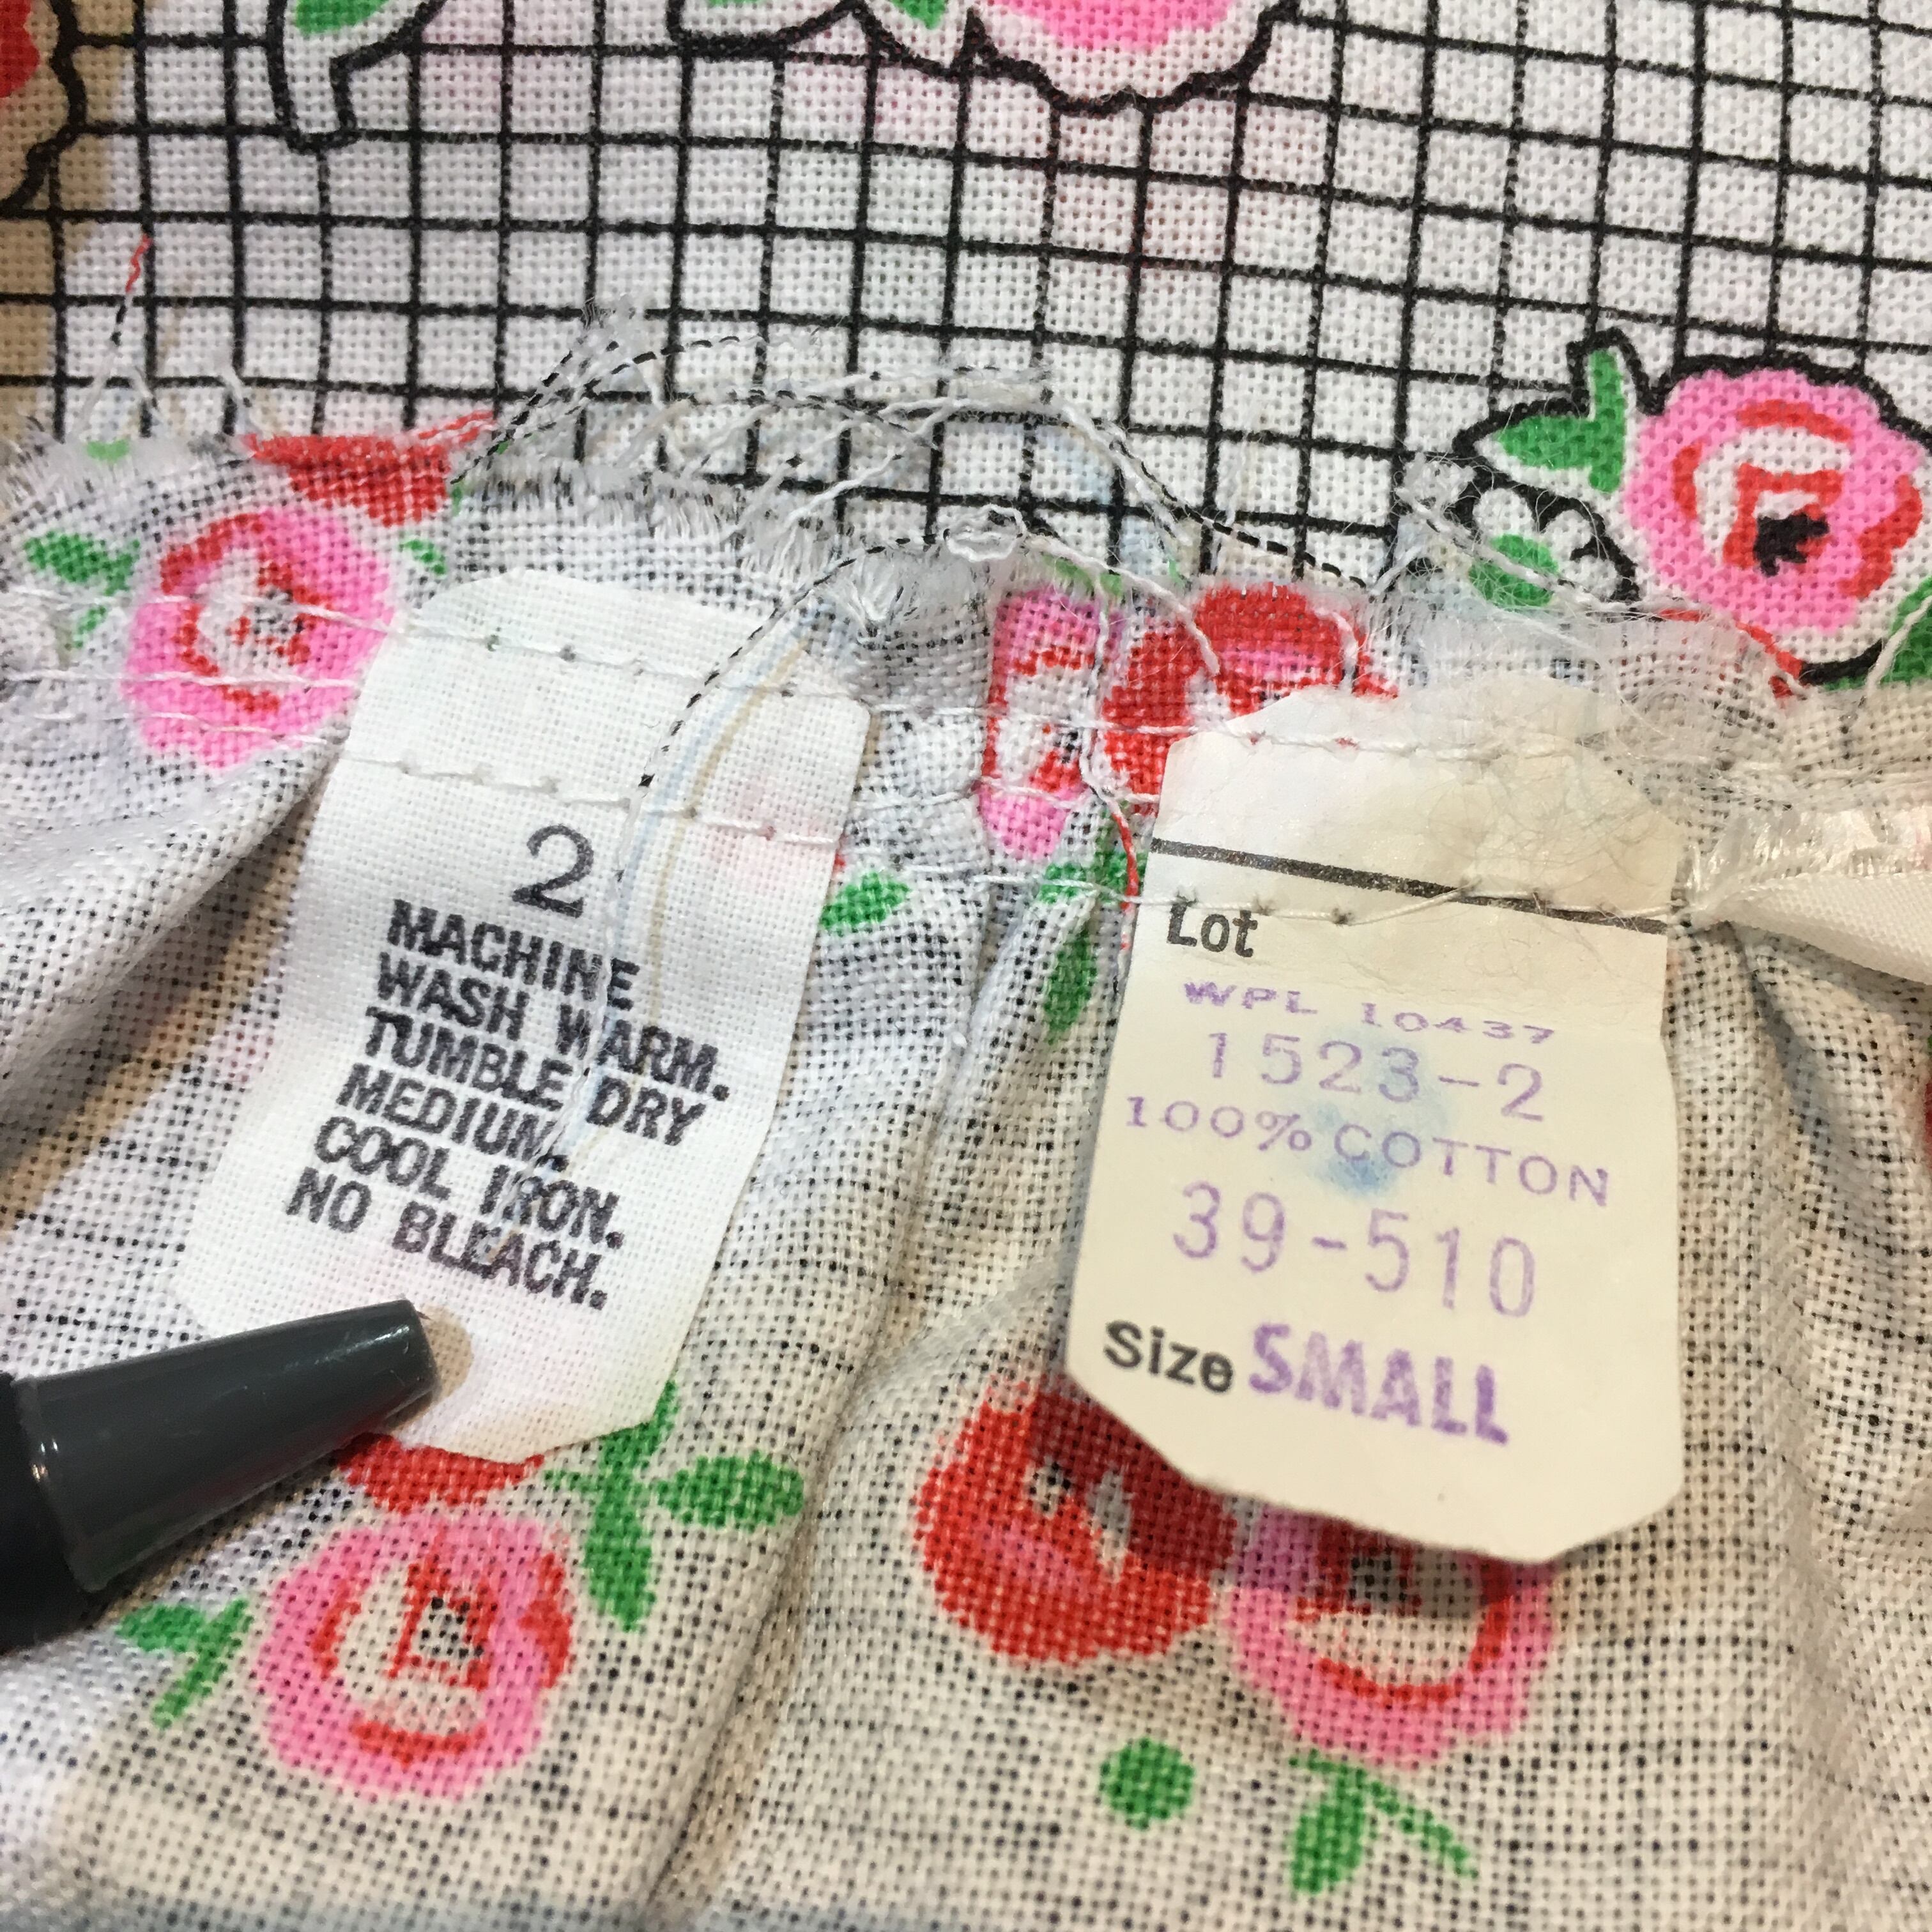 2
MACHINE
WASH WARM.
TUMBLE DRY
MEDIUM.
COOL IRON.
NO BLEACH.
Lot
WPL 10437
1523-2
100% COTTON
39-510
Size SMALL